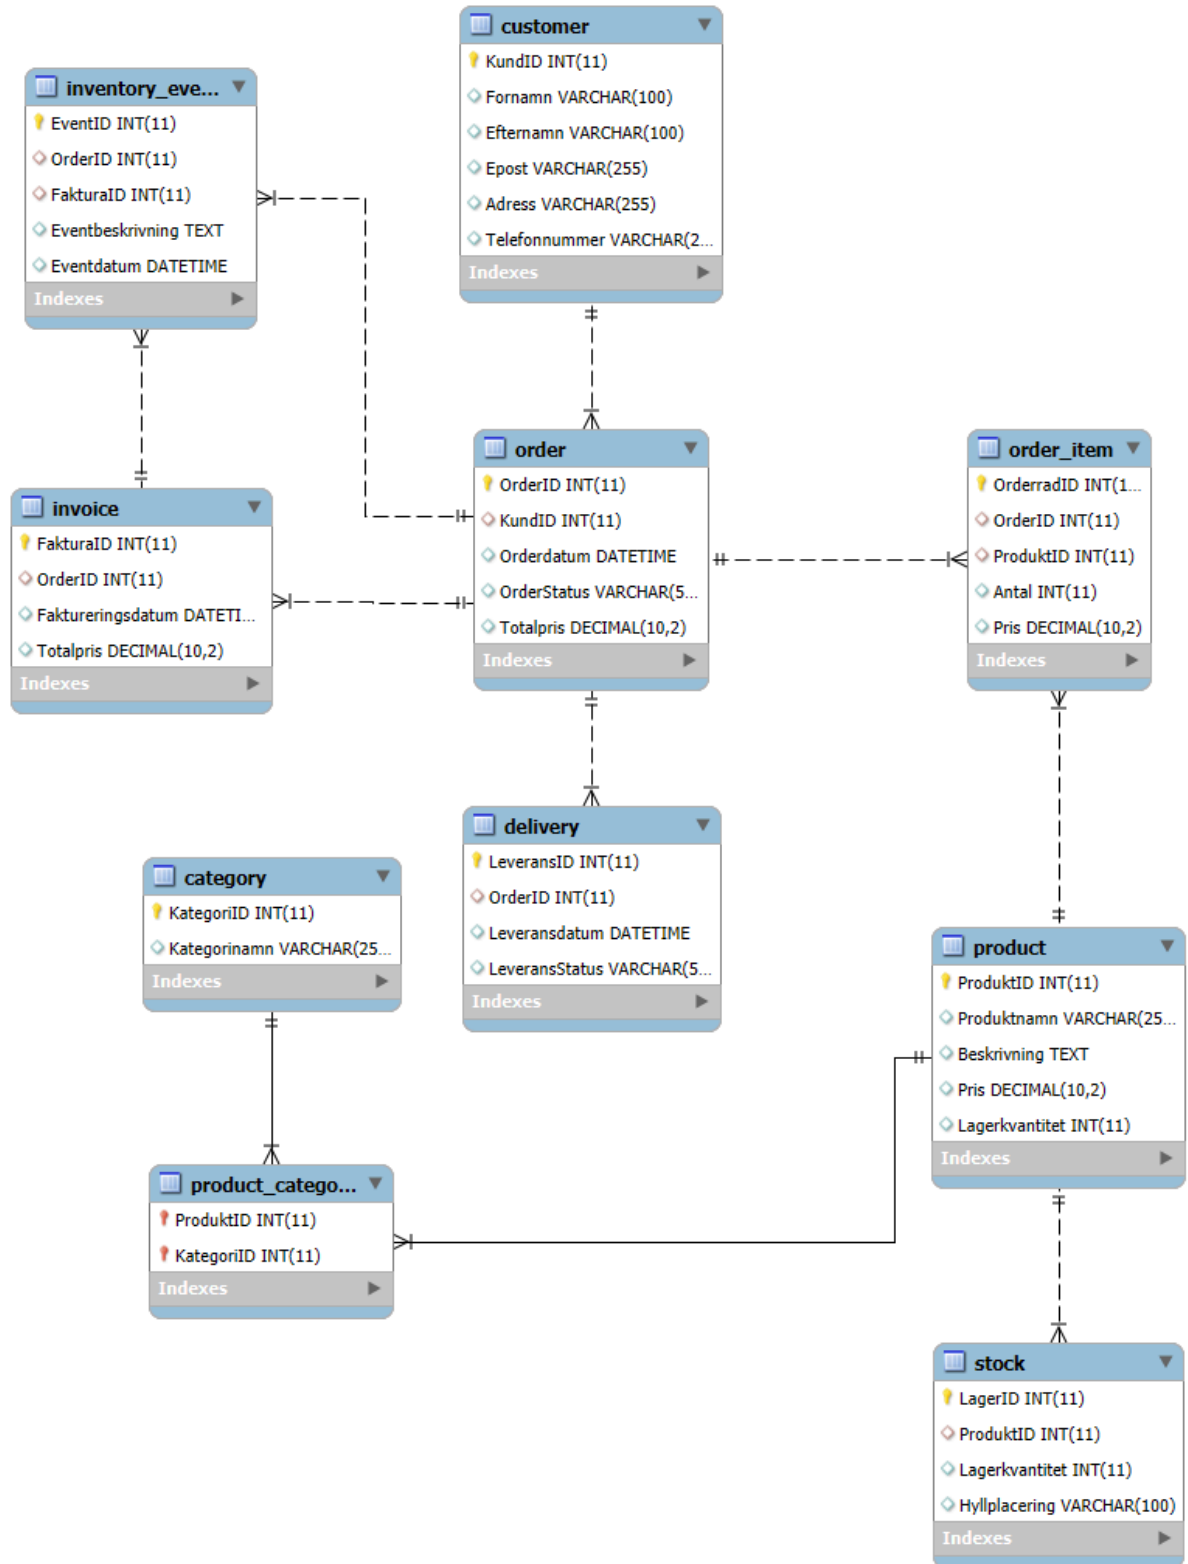 customer
KundID INT(11)
Fornamn VARCHAR(100)
Efternamn VARCHAR(100)
Epost VARCHAR(255)
Adress VARCHAR(255)
Telefonnummer VARCHAR(2...
Indexes
inventory_eve...
EventID INT(11)
OrderID INT(11)
FakturaID INT(11)
Eventbeskrivning TEXT
Eventdatum DATETIME
Indexes
order
OrderID INT(11)
KundID INT(11)
Orderdatum DATETIME
OrderStatus VARCHAR(5...
Totalpris DECIMAL(10,2)
Indexes
order_item
OrderradID INT(1...
OrderID INT(11)
ProduktID INT(11)
Antal INT(11)
Pris DECIMAL(10,2)
Indexes
invoice
FakturaID INT(11)
OrderID INT(11)
Faktureringsdatum DATETI...
Totalpris DECIMAL(10,2)
Indexes
delivery
LeveransID INT(11)
OrderID INT(11)
Leveransdatum DATETIME
LeveransStatus VARCHAR(5...
Indexes
category
KategoriID INT(11)
Kategorinamn VARCHAR(25...
Indexes
product
ProduktID INT(11)
Produktnamn VARCHAR(25...
Beskrivning TEXT
Pris DECIMAL(10,2)
Lagerkvantitet INT(11)
Indexes
product_catego...
ProduktID INT(11)
KategoriID INT(11)
Indexes
stock
LagerID INT(11)
ProduktID INT(11)
Lagerkvantitet INT(11)
Hyllplacering VARCHAR(100)
Indexes